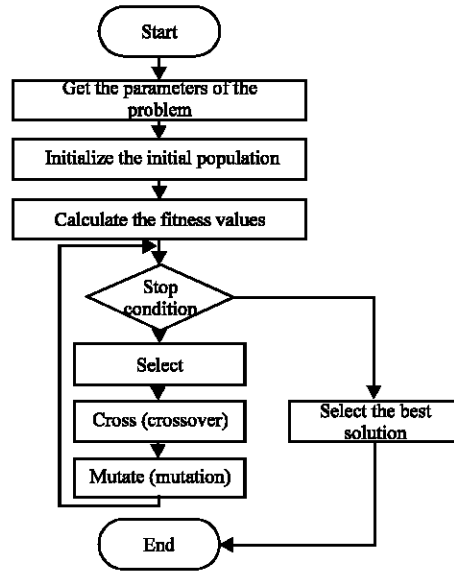 Start
Get the parameters of the
problem
Initialize the initial population
Calculate the fitness values
Stop
condition
Select
Cross (crossover)
Mutate (mutation)
Select the best
solution
End